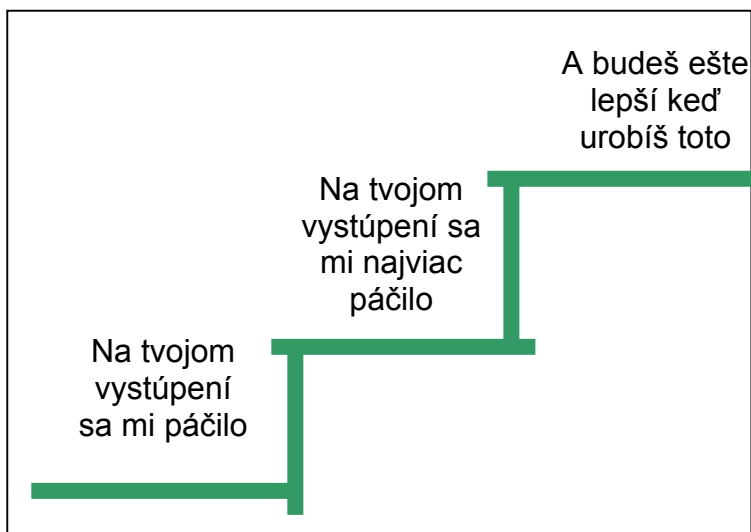 A budeš ešte
lepší keď
urobíš toto
Na tvojom
vystúpení sa
mi najviac
páčilo
Na tvojom
vystúpení
sa mi páčilo